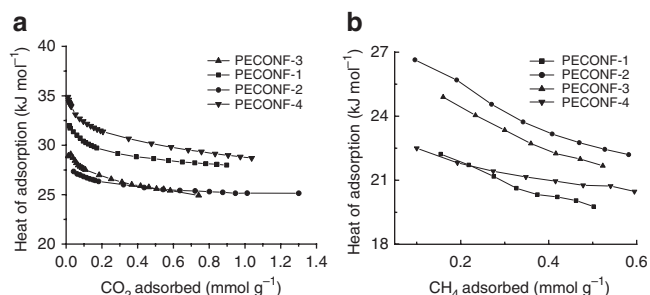 a
Heat of adsorption (kJ mol⁻¹)
40
35
30
25
20
0.0 0.2 0.4 0.6 0.8 1.0 1.2 1.4
CO₂ adsorbed (mmol g⁻¹)
PECONF-3
PECONF-1
PECONF-2
PECONF-4
b
Heat of adsorption (kJ mol⁻¹)
27
24
21
18
0.2 0.4 0.6
CH₄ adsorbed (mmol g⁻¹)
PECONF-1
PECONF-2
PECONF-3
PECONF-4